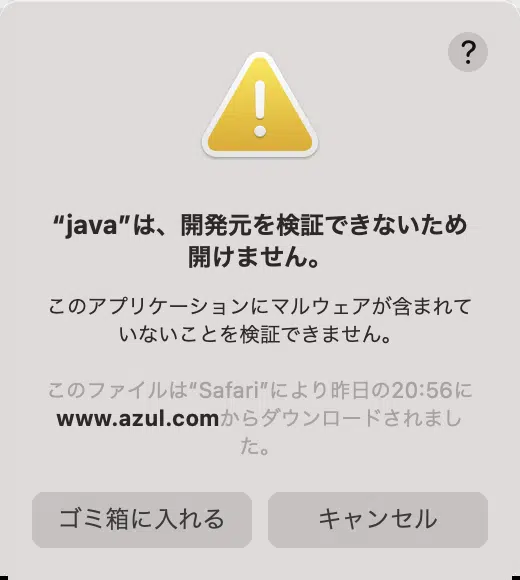 ?
“java”は、開発元を検証できないため
開けません。
このアプリケーションにマルウェアが含まれて
いないことを検証できません。
このファイルは“Safari”により昨日の20:56に
www.azul.comからダウンロードされまし
た。
ゴミ箱に入れる
キャンセル